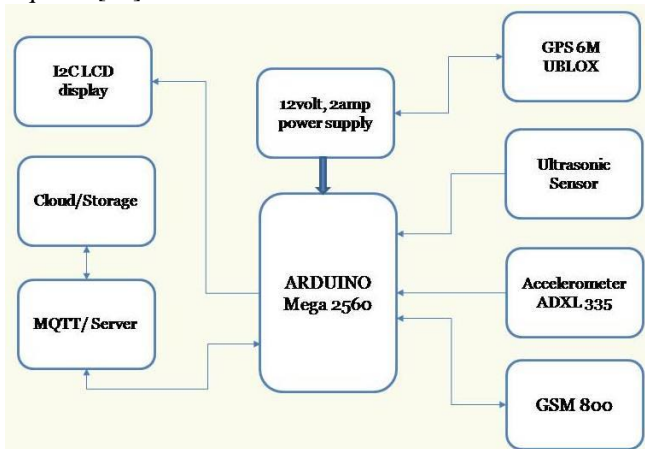 I2C LCD
display
12volt, 2amp
power supply
GPS 6M
UBLOX
Ultrasonic
Sensor
Cloud/Storage
ARDUINO
Mega 2560
Accelerometer
ADXL 335
MQTT/ Server
GSM 800